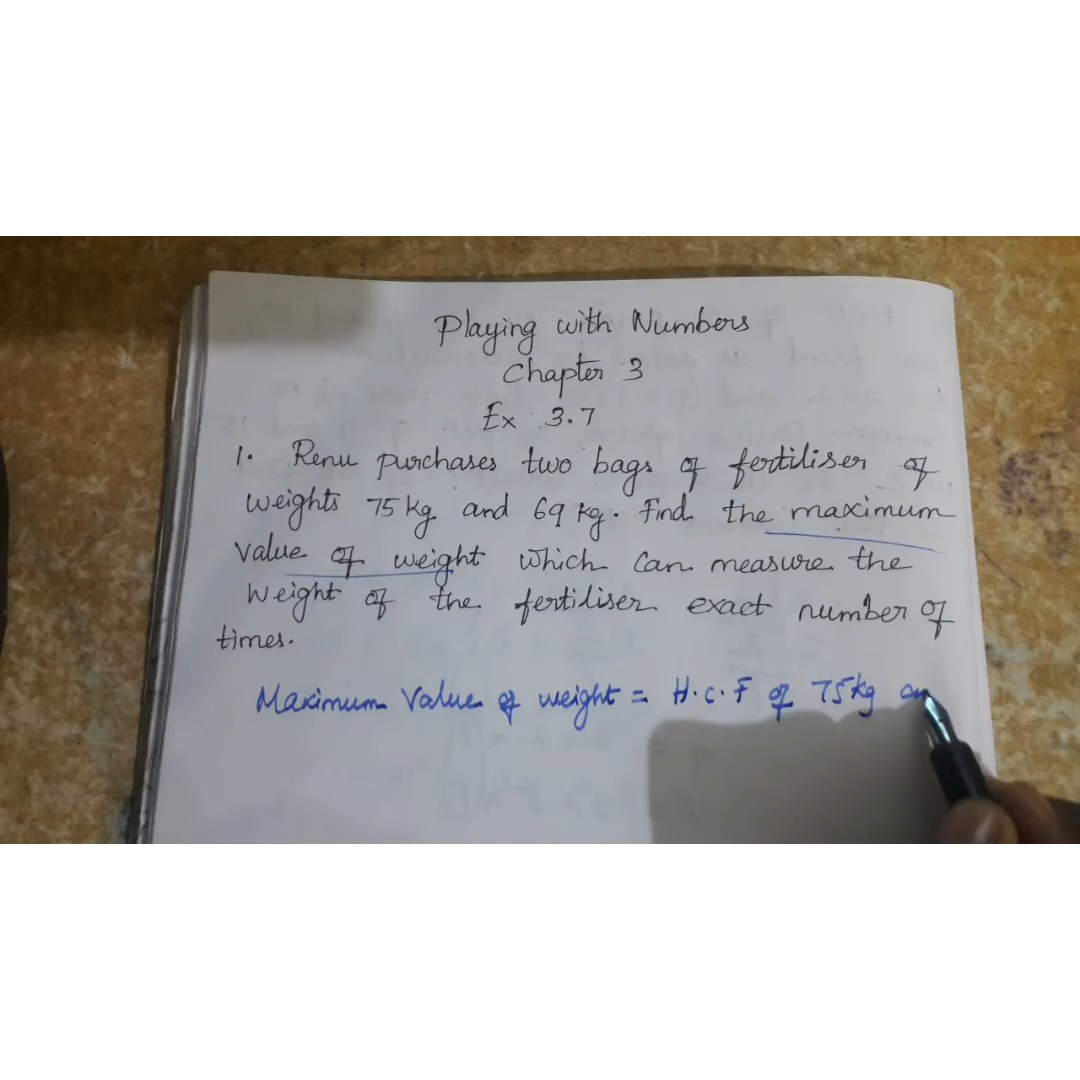 Playing with Numbers
Chapter 3
Ex 3.7
1. Renu purchases two bags of fertiliser of
weights 75 kg and 69 kg. Find the maximum
value of weight which can measure the
weight of the fertiliser exact number of
times.
Maximum Value of weight = H.C.F of 75kg an